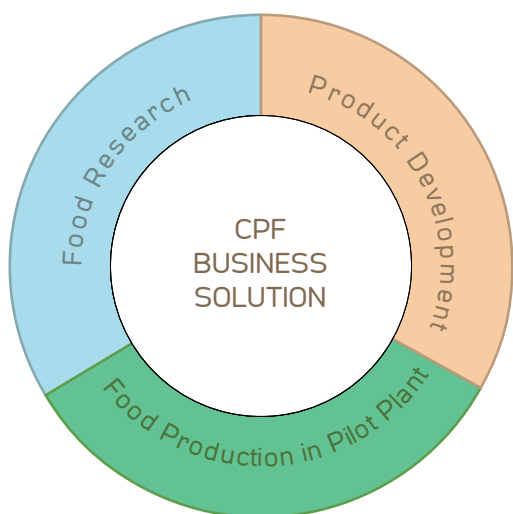 Food Research
Product Development
CPF
BUSINESS
SOLUTION
Food Production in Pilot Plant